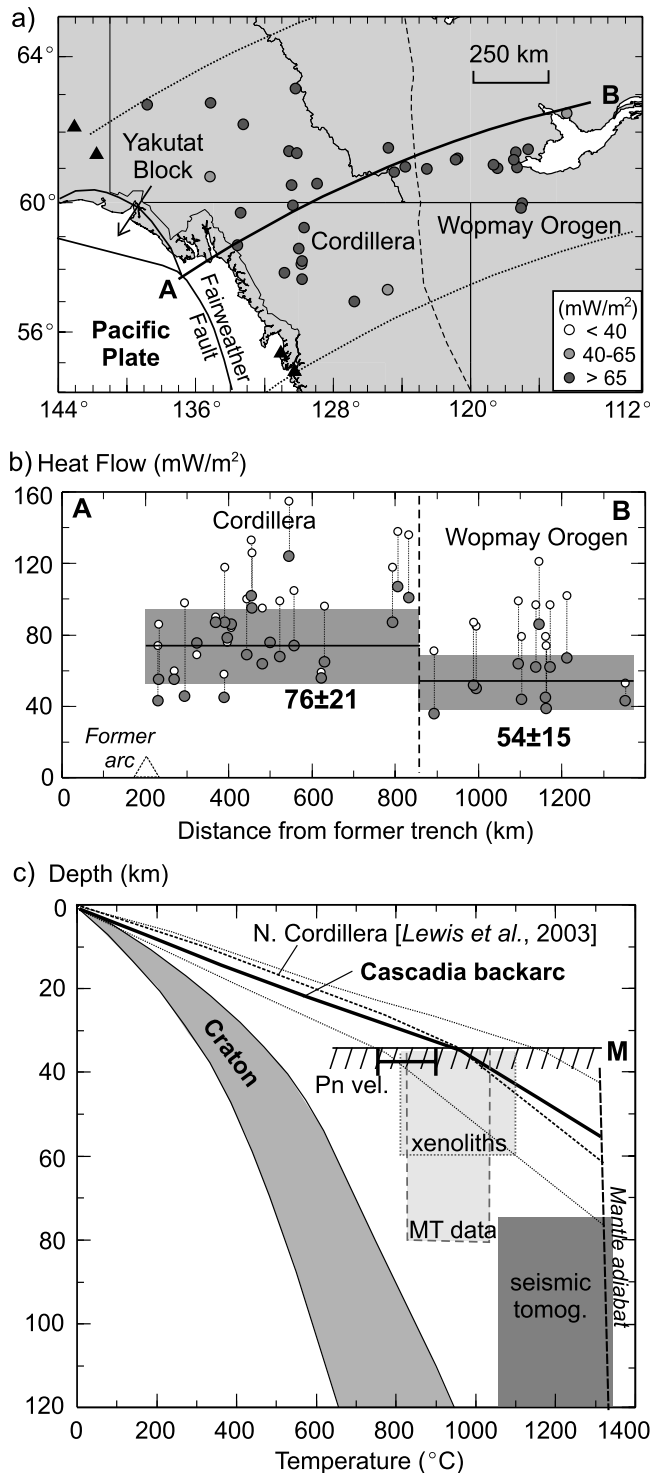 a)
64°
60°
56°
144
136°
128°
120°
112°
250 km
B
Yakutat
Block
Cordillera
Wopmay Orogen
A
Fairweather
Fault
Pacific
Plate
(mW/m²)
< 40
40-65
> 65
b) Heat Flow (mW/m²)
160
120
80
40
0
A
Cordillera
B
Wopmay Orogen
76±21
54±15
Former
arc
0 200 400 600 800 1000 1200
Distance from former trench (km)
c) Depth (km)
0
20
40
60
80
100
120
N. Cordillera [Lewis et al., 2003]
Cascadia backarc
Craton
M
Pn vel.
xenoliths
MT data
Mantle adiabat
seismic
tomog.
0 200 400 600 800 1000 1200 1400
Temperature (°C)